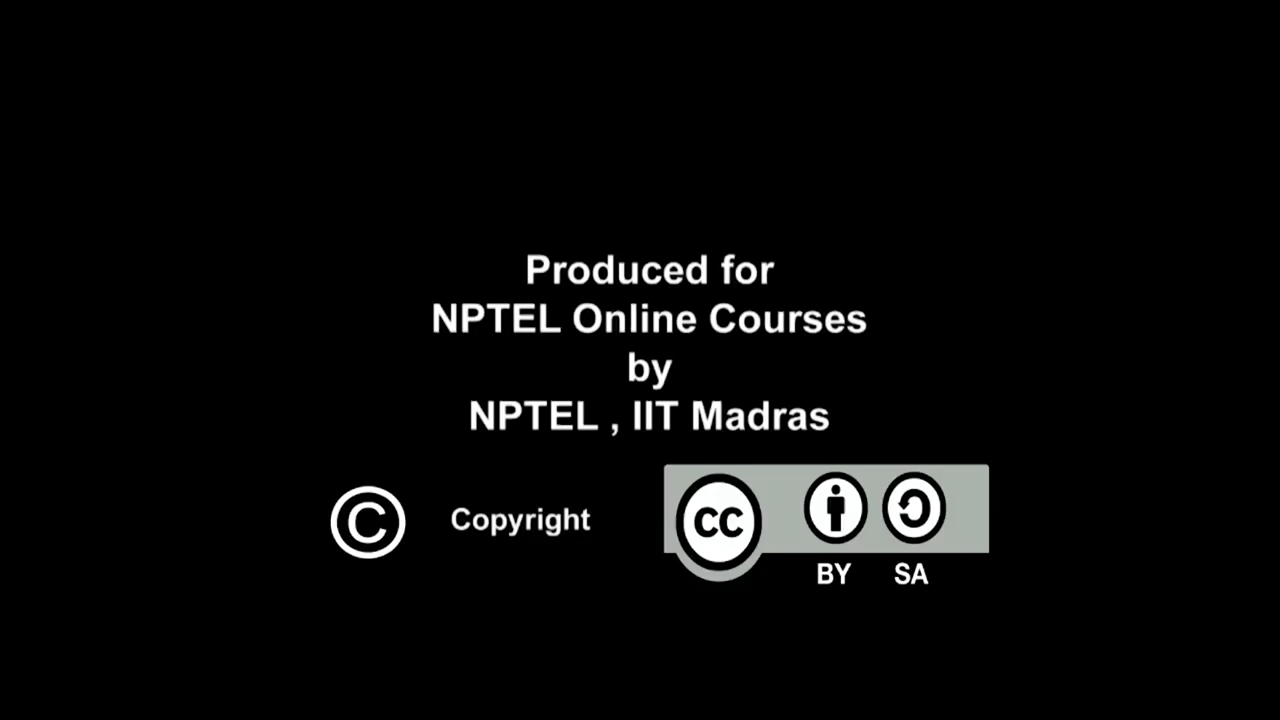 Produced for
NPTEL Online Courses
by
NPTEL , IIT Madras
© Copyright
cc
BY SA